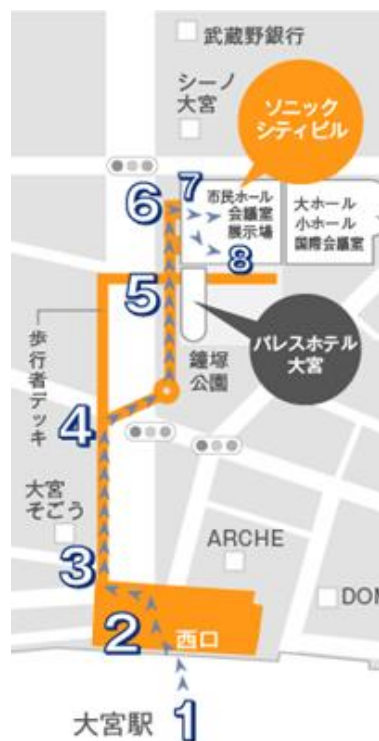 武蔵野銀行
シーノ
大宮
ソニック
シティビル
7
6
市民ホール
会議室
展示場
大ホール
小ホール
国際会議室
8
5
パレスホテル
大宮
鐘塚
公園
歩行者デッキ
4
大宮
そごう
ARCHE
3
DOM
2
西口
1
大宮駅